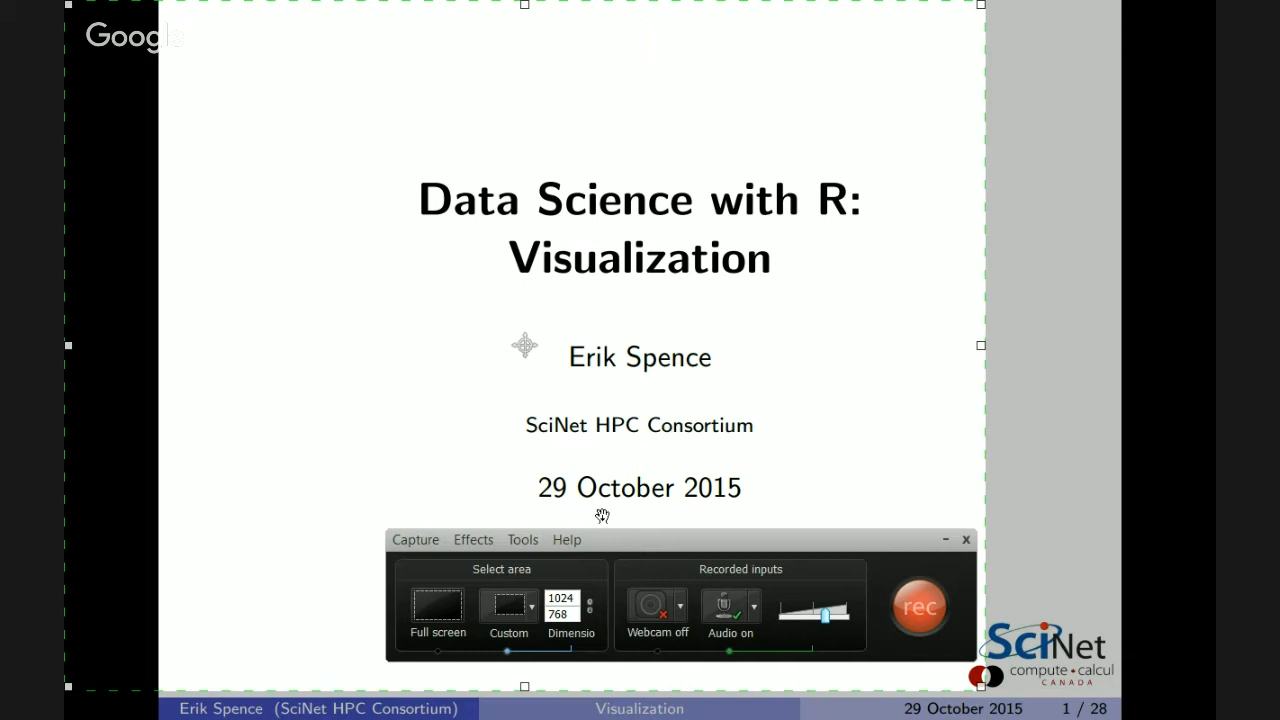 Google
Data Science with R:
Visualization
Erik Spence
SciNet HPC Consortium
29 October 2015
Capture Effects Tools Help
- x
Select area
Recorded inputs
1024
768
rec
Full screen
Custom
Dimensio
Webcam off
Audio on
SciNet
compute • calcul
CANADA
Erik Spence (SciNet HPC Consortium)
Visualization
29 October 2015
1 / 28